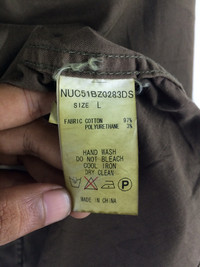 NUC51BZ0283DS
SIZE L
FABRIC COTTON 97%
POLYURETHANE 3%
HAND WASH
DO NOT BLEACH
COOL IRON
DRY CLEAN
P
MADE IN CHINA